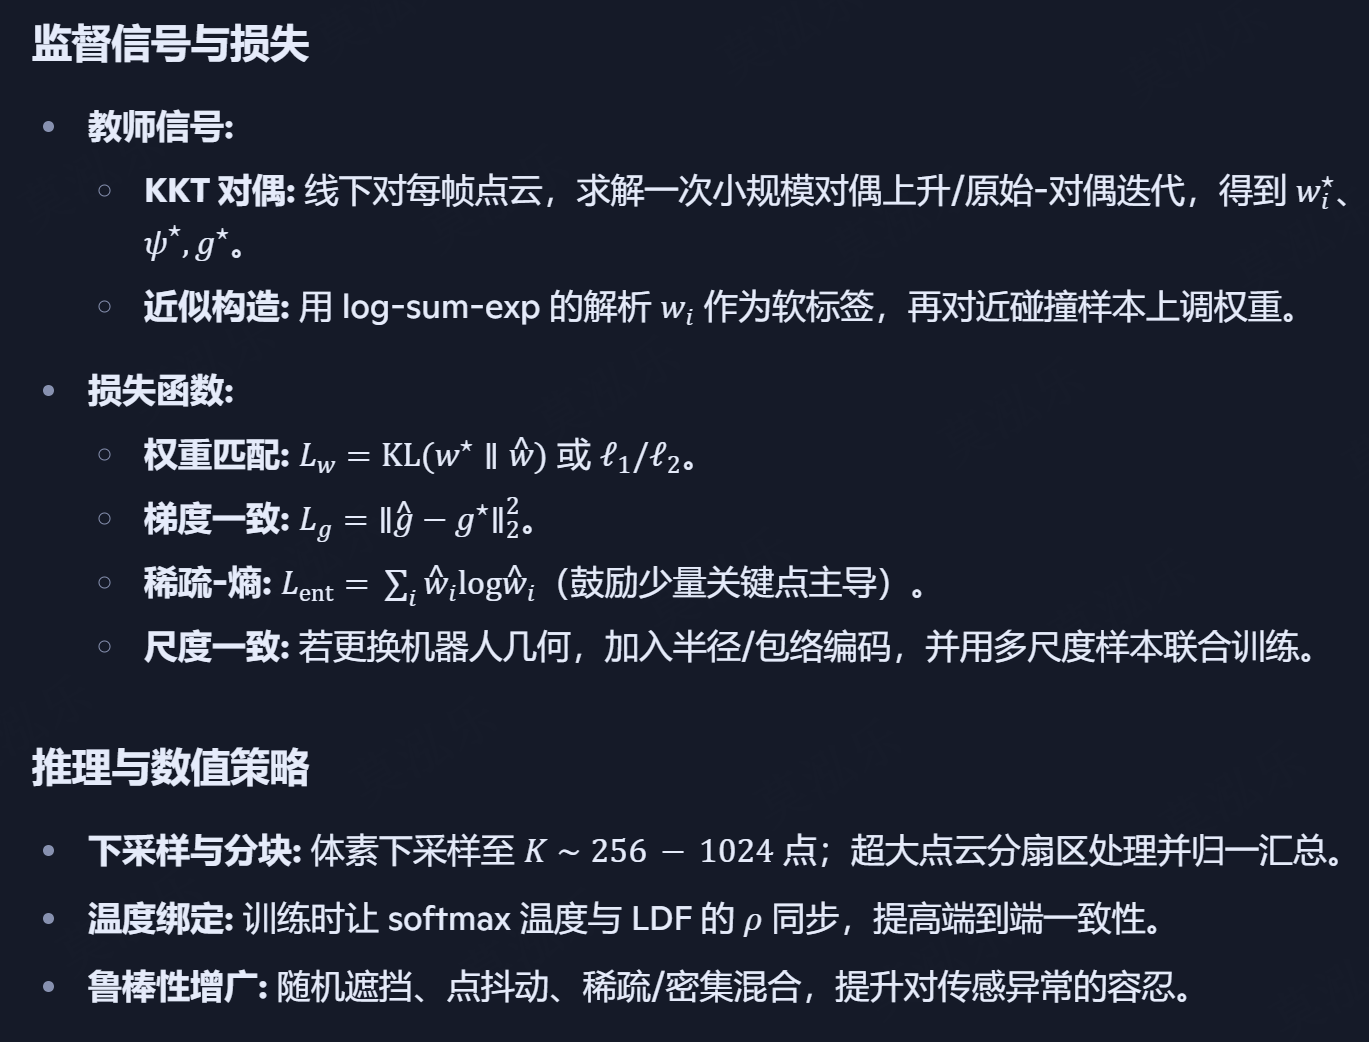 监督信号与损失
教师信号:
KKT 对偶: 线下对每帧点云，求解一次小规模对偶上升/原始-对偶迭代，得到 $w_i^\star$、
$\psi^\star, g^\star$。
近似构造: 用 log-sum-exp 的解析 $w_i$ 作为软标签，再对近碰撞样本上调权重。
损失函数:
权重匹配: $L_w = \mathrm{KL}(w^\star \parallel \hat{w})$ 或 $\ell_1/\ell_2$。
梯度一致: $L_g = \|\hat{g} - g^\star\|_2^2$。
稀疏-熵: $L_{\mathrm{ent}} = \sum_i \hat{w}_i \log \hat{w}_i$（鼓励少量关键点主导）。
尺度一致: 若更换机器人几何，加入半径/包络编码，并用多尺度样本联合训练。
推理与数值策略
下采样与分块: 体素下采样至 $K \sim 256 - 1024$ 点；超大点云分扇区处理并归一汇总。
温度绑定: 训练时让 softmax 温度与 LDF 的 $\rho$ 同步，提高端到端一致性。
鲁棒性增广: 随机遮挡、点抖动、稀疏/密集混合，提升对传感异常的容忍。